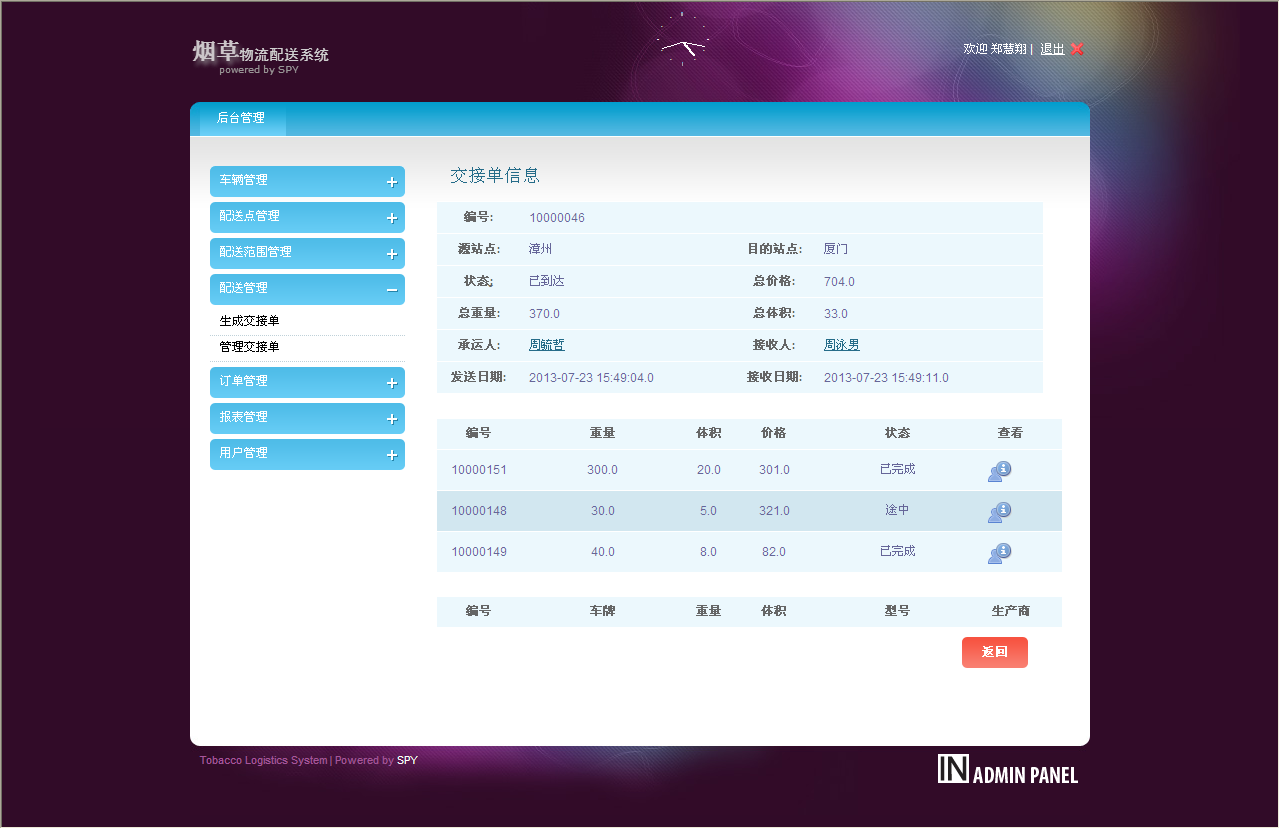 烟草物流配送系统
powered by SPY
欢迎 郑慧翔 | 退出
后台管理
车辆管理
配送点管理
配送范围管理
配送管理
生成交接单
管理交接单
订单管理
报表管理
用户管理
交接单信息
编号: 10000046
源站点: 漳州 目的站点: 厦门
状态: 已到达 总价格: 704.0
总重量: 370.0 总体积: 33.0
承运人: 周毓哲 接收人: 周泳男
发送日期: 2013-07-23 15:49:04.0 接收日期: 2013-07-23 15:49:11.0
编号 重量 体积 价格 状态 查看
10000151 300.0 20.0 301.0 已完成
10000148 30.0 5.0 321.0 途中
10000149 40.0 8.0 82.0 已完成
编号 车牌 重量 体积 型号 生产商
返回
Tobacco Logistics System | Powered by SPY
IN ADMIN PANEL